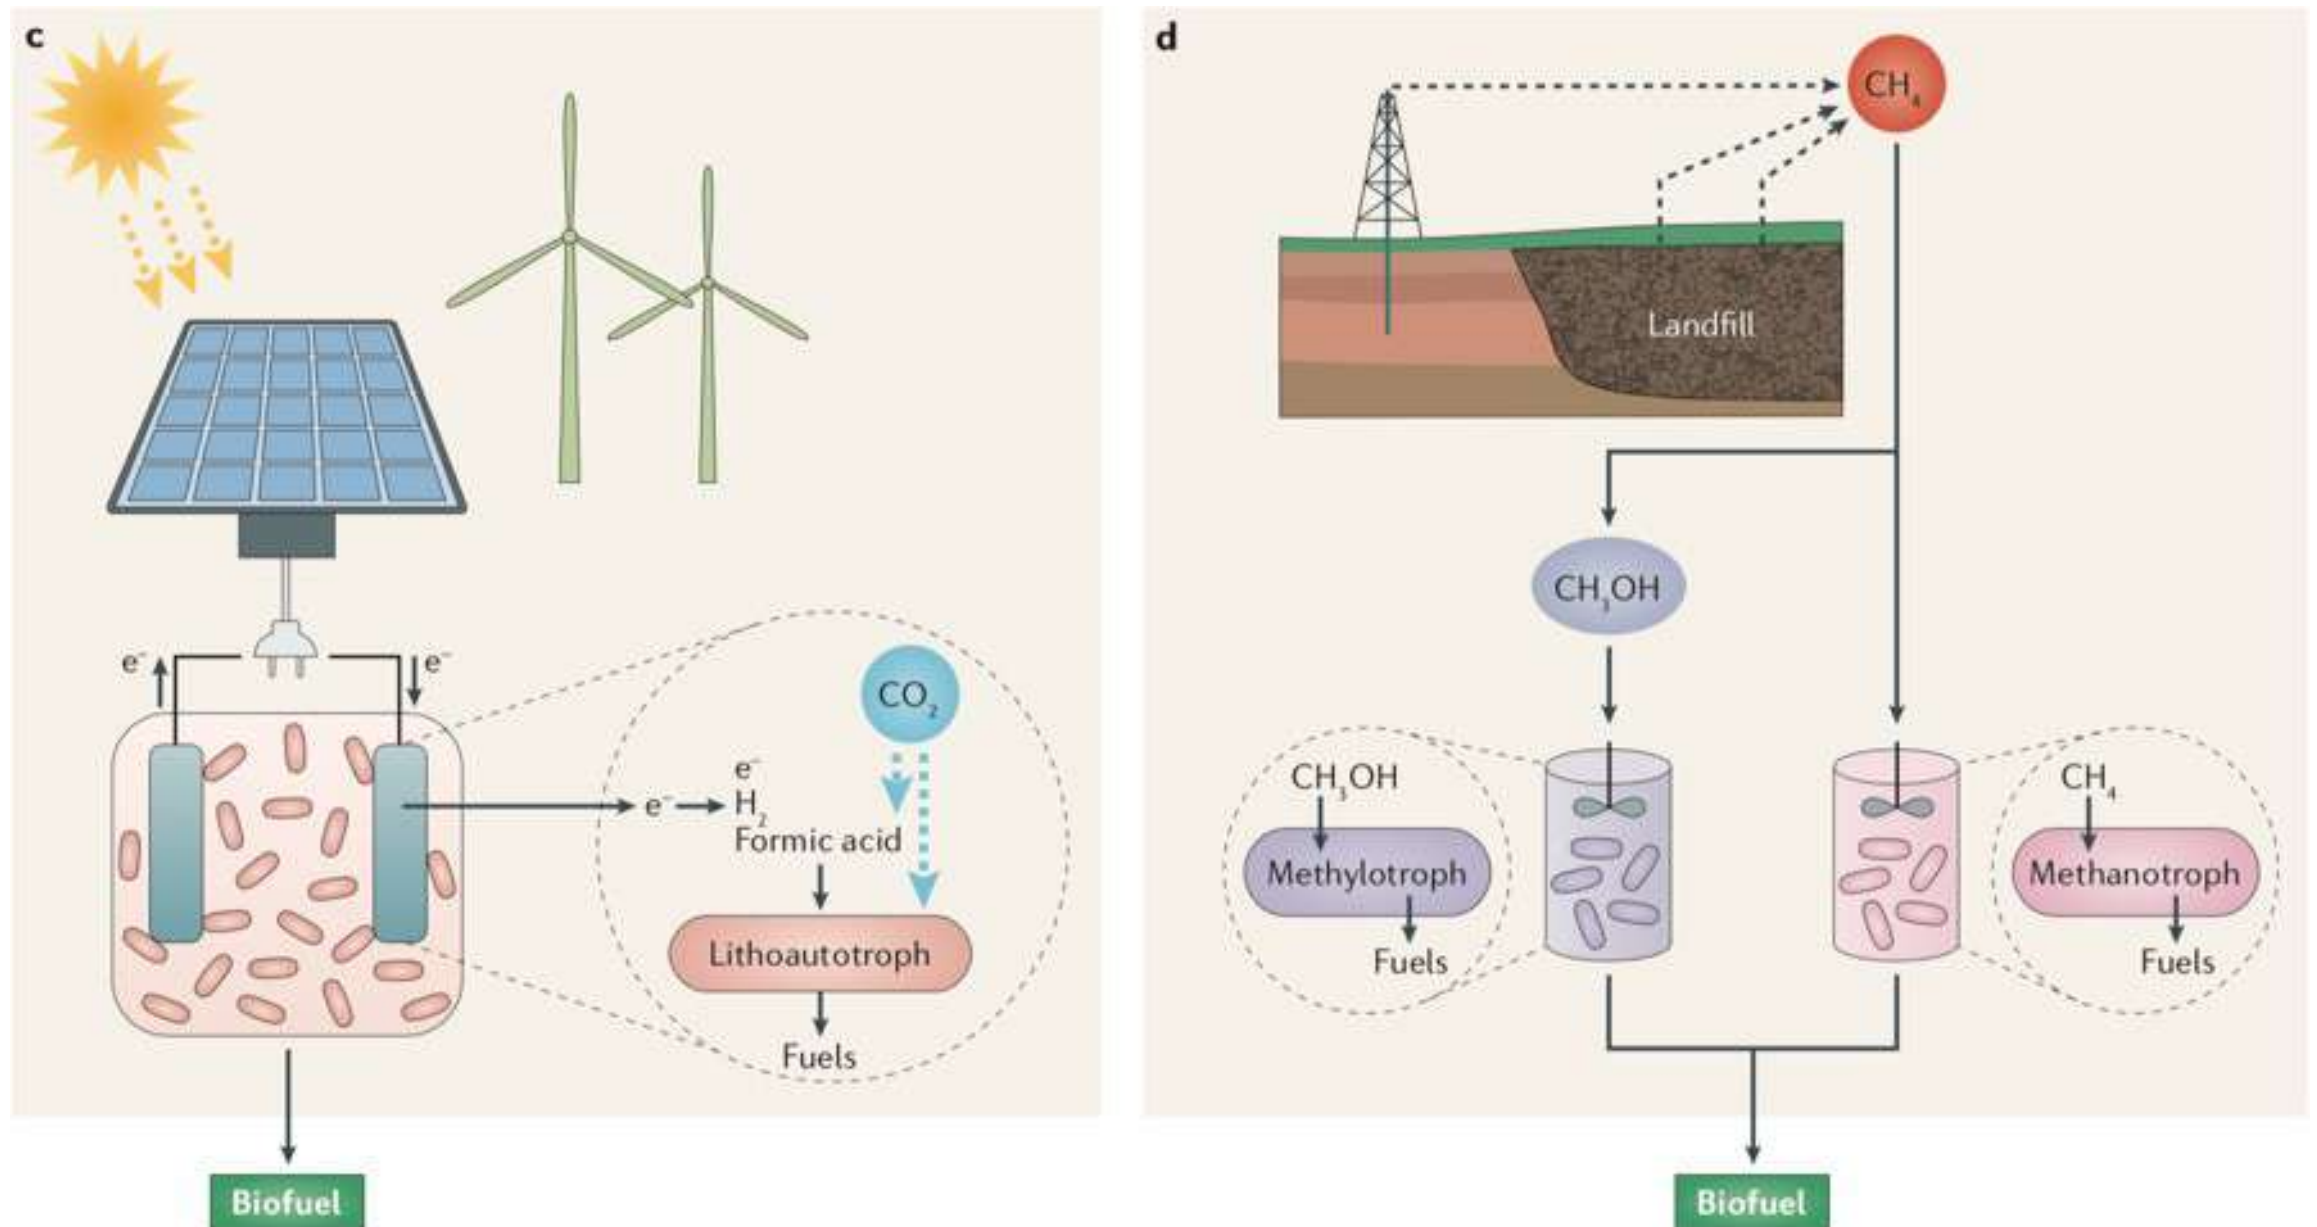 c
e⁻
e⁻
CO₂
e⁻
e⁻
H₂
Formic acid
Lithoautotroph
Fuels
Biofuel
d
CH₄
Landfill
CH₃OH
CH₃OH
Methylotroph
Fuels
CH₄
Methanotroph
Fuels
Biofuel